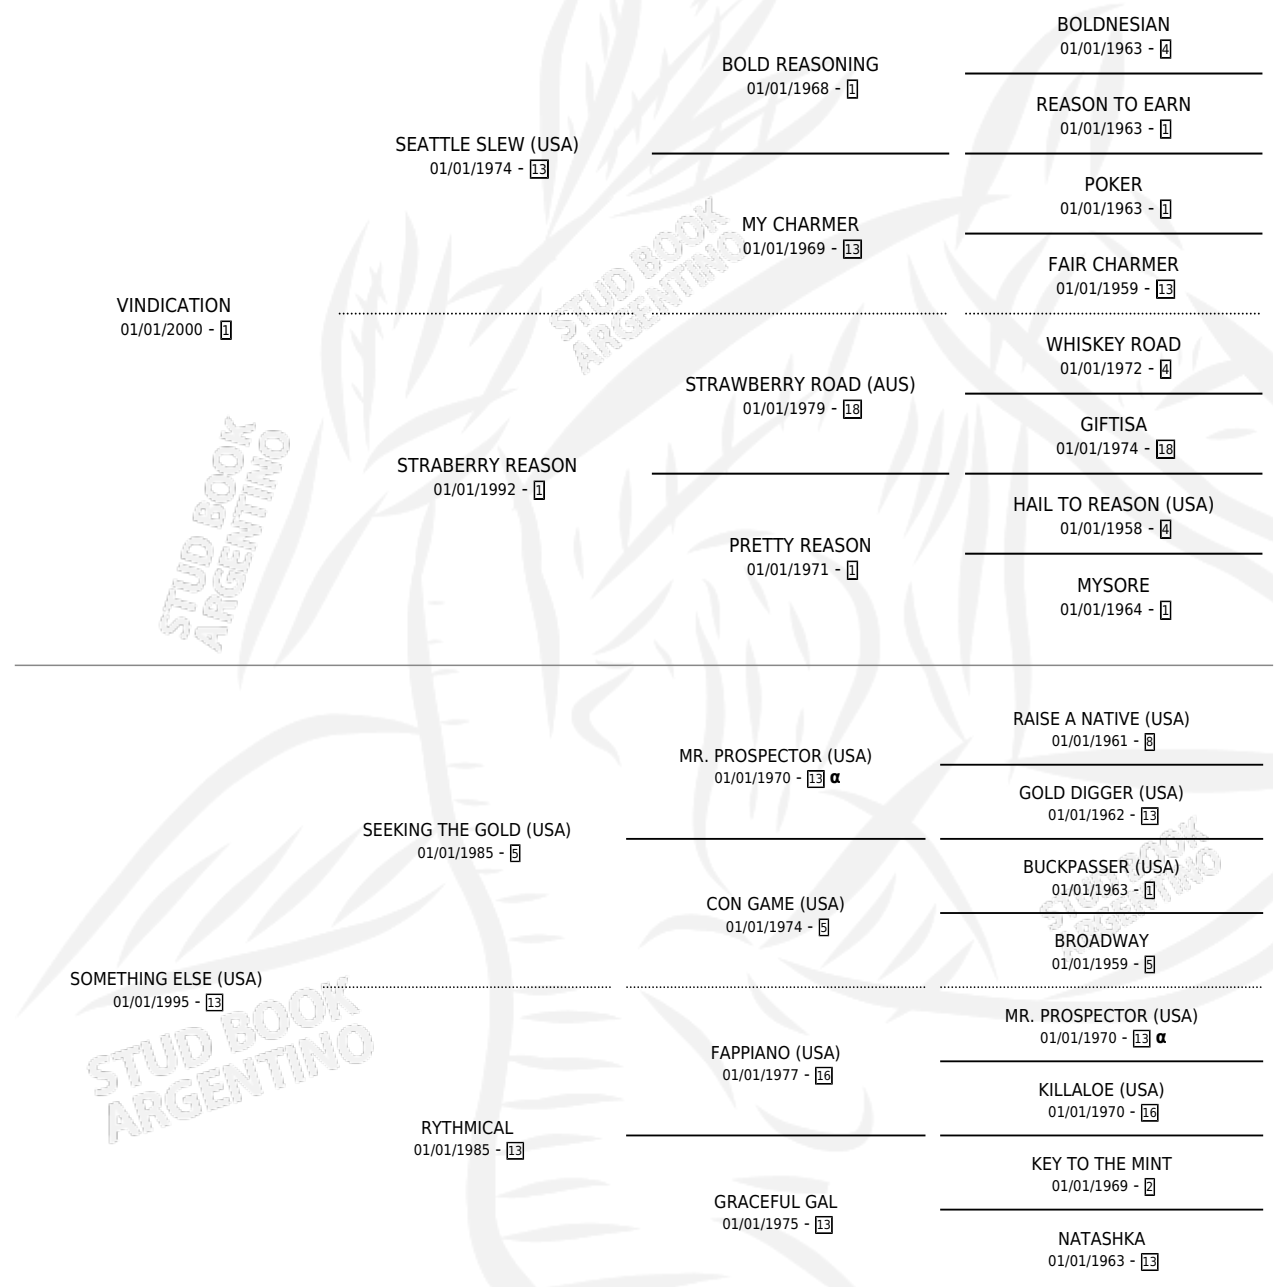 BOLDNESIAN
01/01/1963 - 4
BOLD REASONING
01/01/1968 - 1
REASON TO EARN
01/01/1963 - 1
SEATTLE SLEW (USA)
01/01/1974 - 13
POKER
01/01/1963 - 1
MY CHARMER
01/01/1969 - 13
FAIR CHARMER
01/01/1959 - 13
VINDICATION
01/01/2000 - 1
WHISKEY ROAD
01/01/1972 - 4
STRAWBERRY ROAD (AUS)
01/01/1979 - 18
GIFTISA
01/01/1974 - 18
STRABERRY REASON
01/01/1992 - 1
HAIL TO REASON (USA)
01/01/1958 - 4
PRETTY REASON
01/01/1971 - 1
MYSORE
01/01/1964 - 1
RAISE A NATIVE (USA)
01/01/1961 - 8
MR. PROSPECTOR (USA)
01/01/1970 - 13 α
GOLD DIGGER (USA)
01/01/1962 - 13
SEEKING THE GOLD (USA)
01/01/1985 - 5
BUCKPASSER (USA)
01/01/1963 - 1
CON GAME (USA)
01/01/1974 - 5
BROADWAY
01/01/1959 - 5
SOMETHING ELSE (USA)
01/01/1995 - 13
MR. PROSPECTOR (USA)
01/01/1970 - 13 α
FAPPIANO (USA)
01/01/1977 - 16
KILLALOE (USA)
01/01/1970 - 16
RYTHMICAL
01/01/1985 - 13
KEY TO THE MINT
01/01/1969 - 2
GRACEFUL GAL
01/01/1975 - 13
NATASHKA
01/01/1963 - 13
STUD BOOK
ARGENTINO
STUD BOOK
ARGENTINO
STUD BOOK
ARGENTINO
STUD BOOK
ARGENTINO